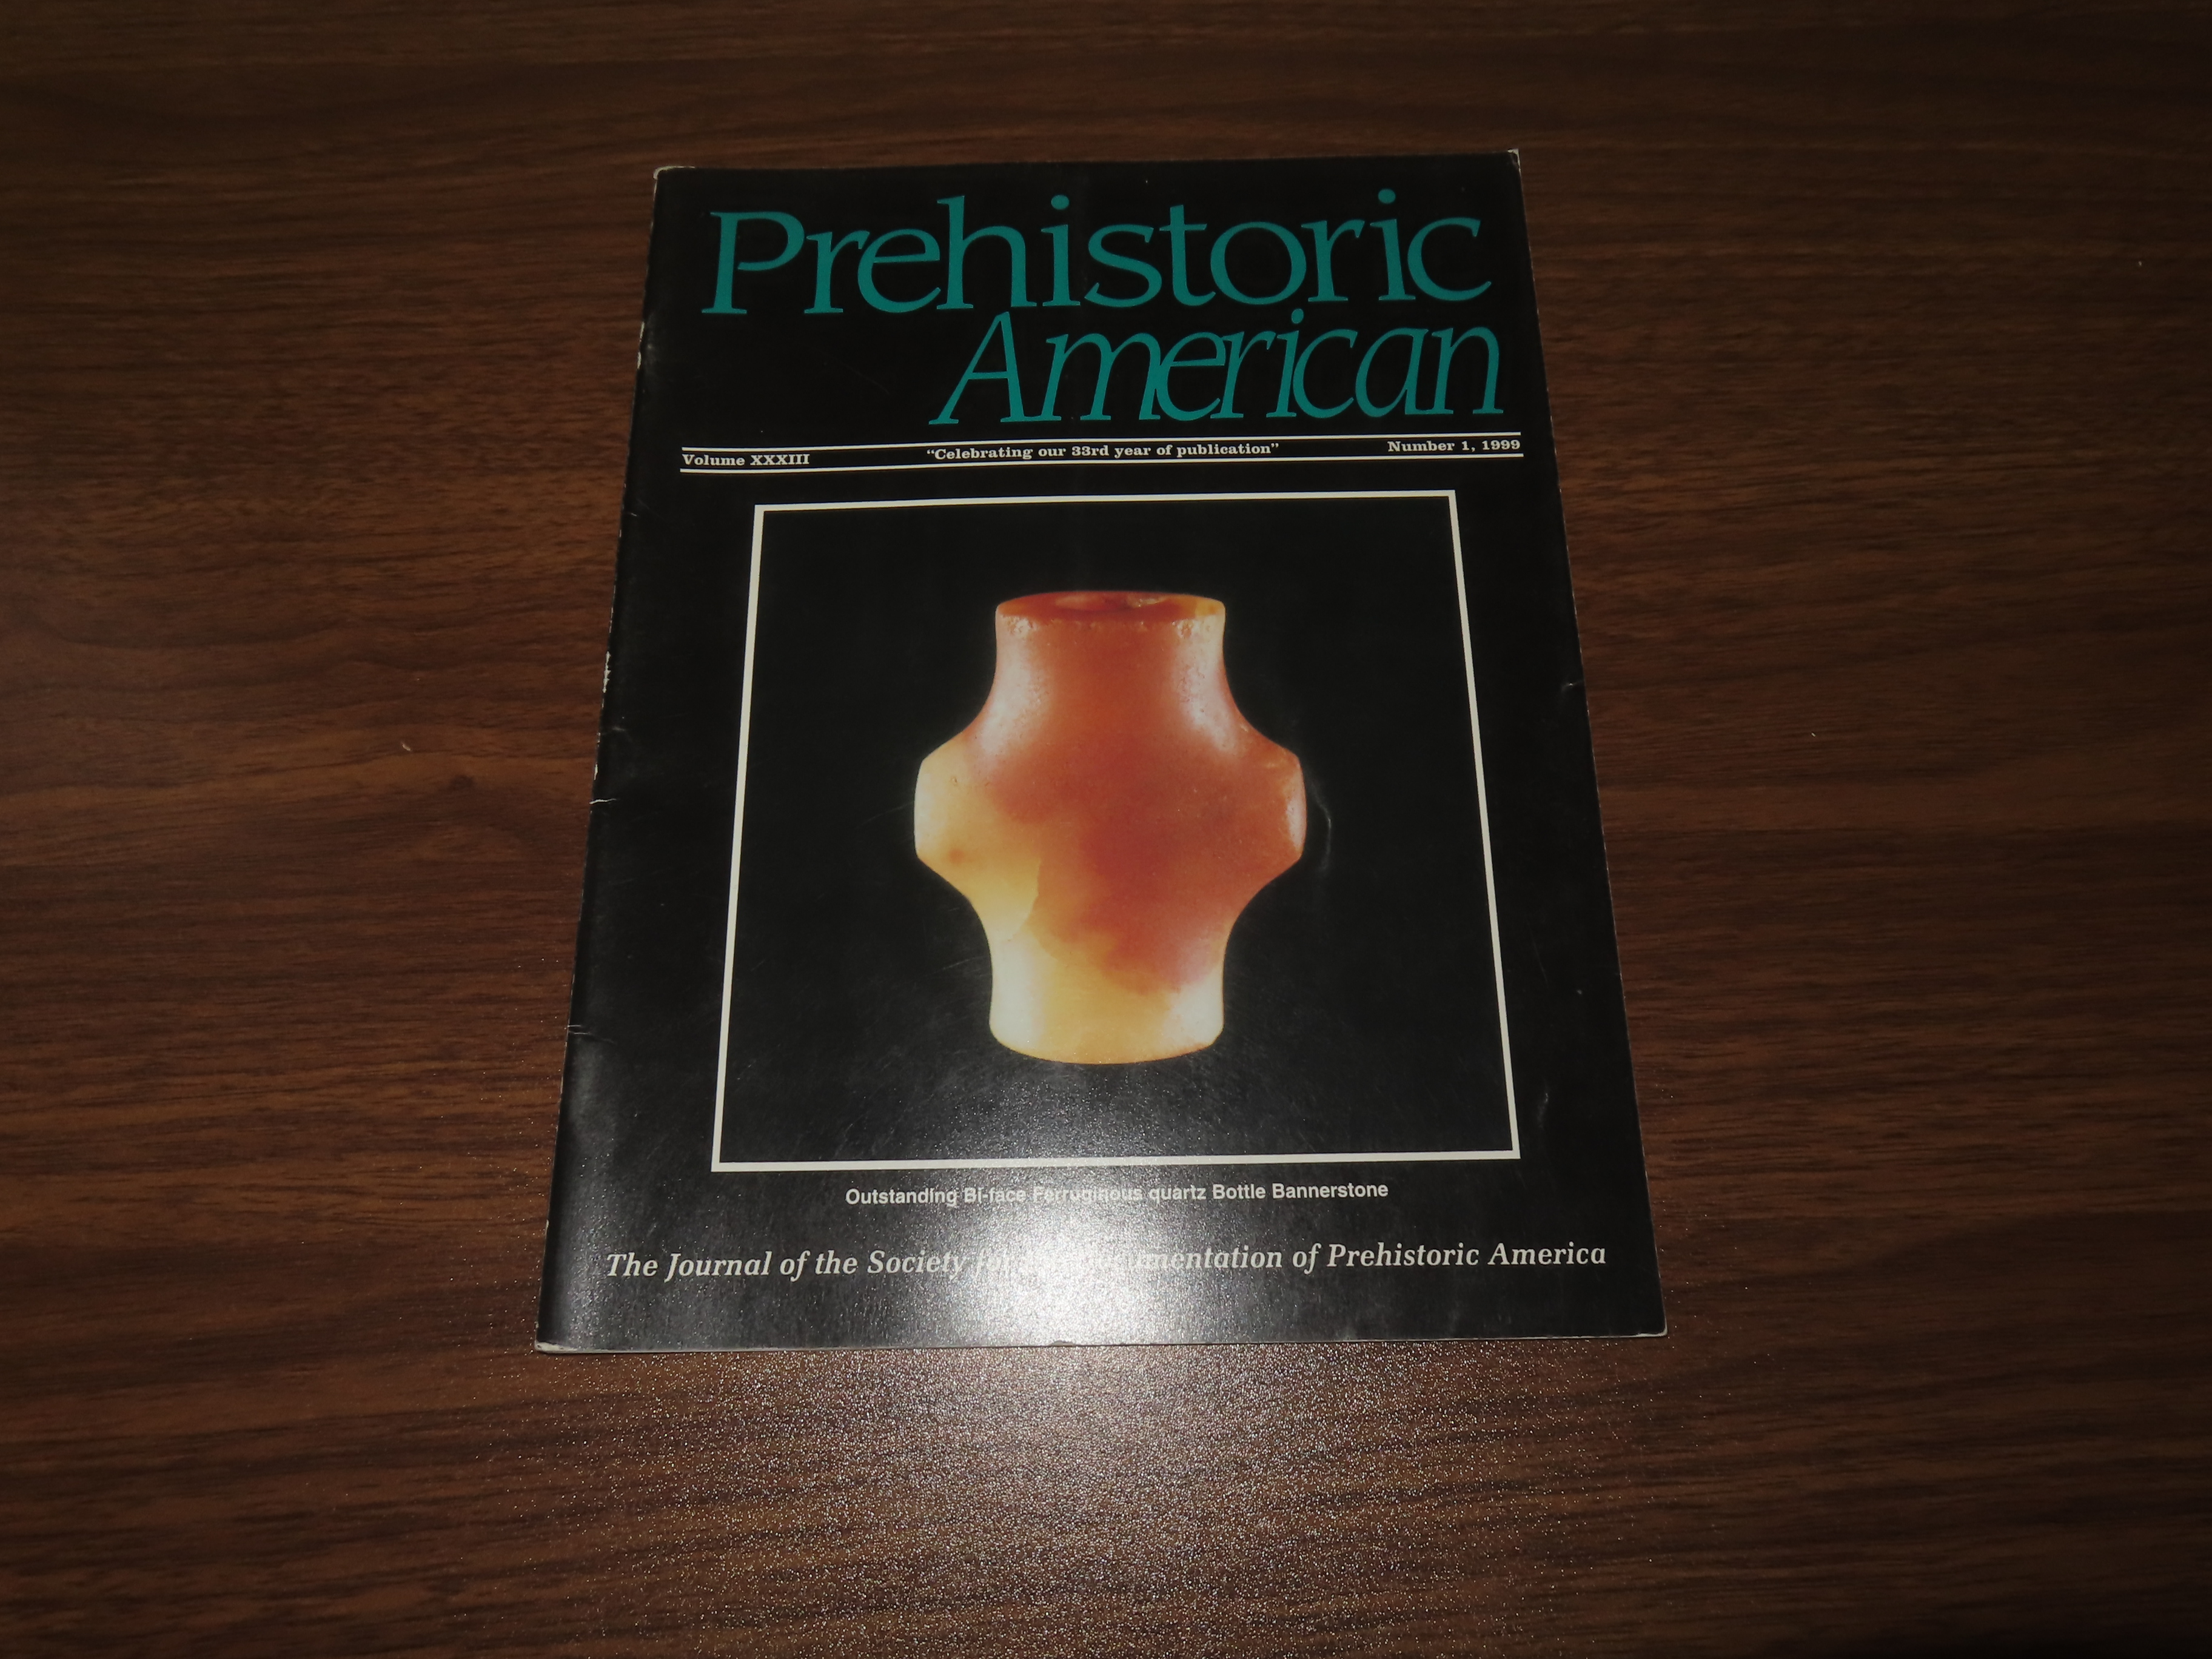 Prehistoric
American
Volume XXXIII “Celebrating our 33rd year of publication” Number 1, 1999
Outstanding Bi-face Ferruginous quartz Bottle Bannerstone
The Journal of the Society for of Prehistoric America